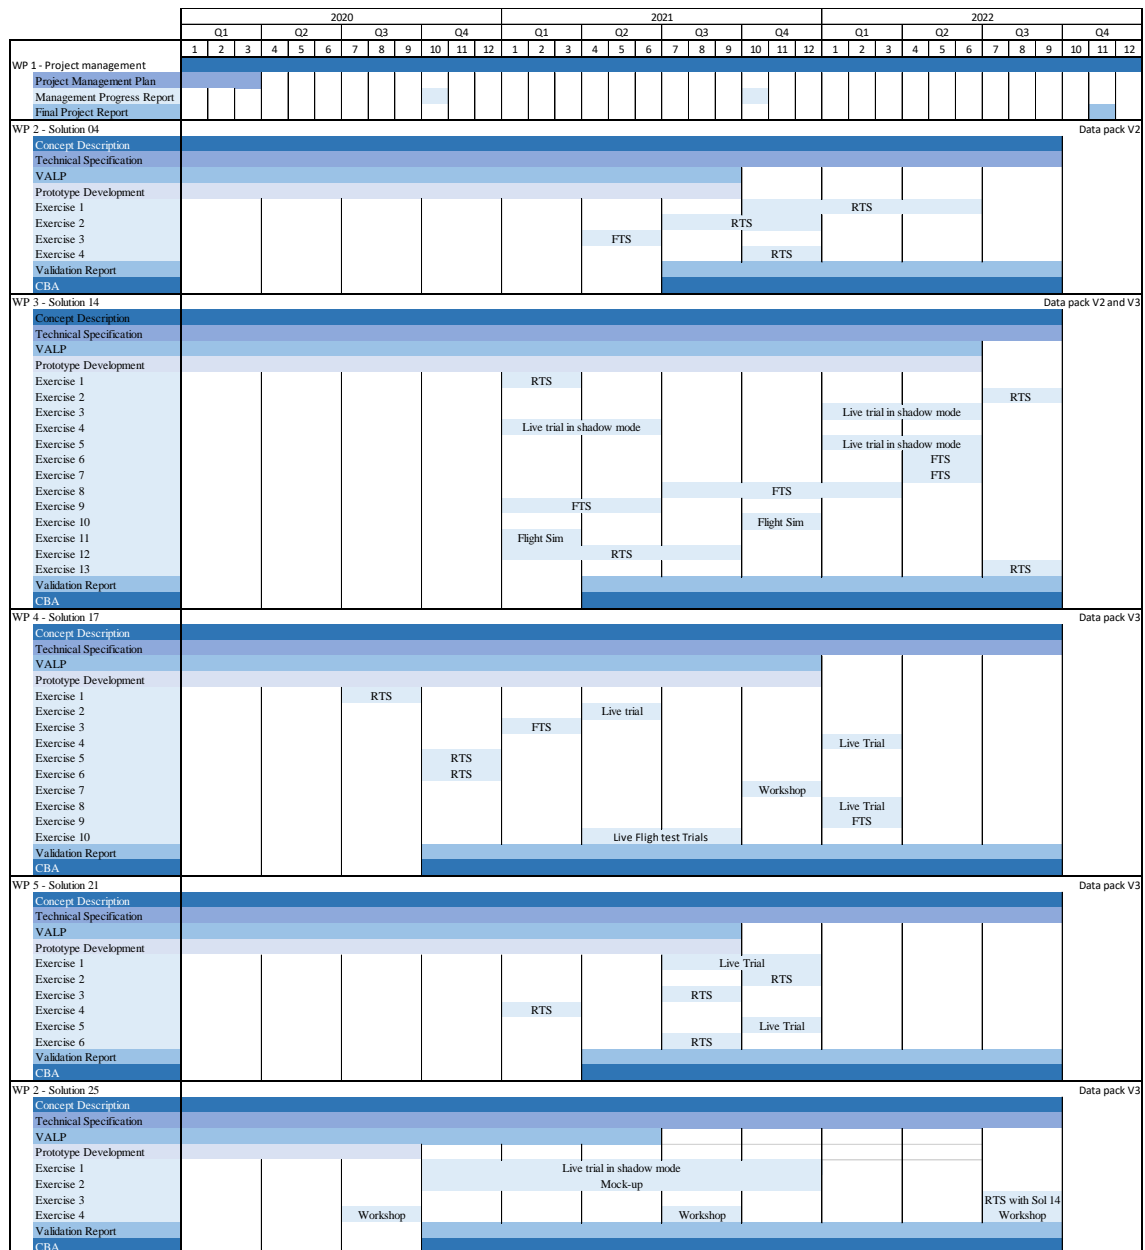 2020 2021 2022
Q1 Q2 Q3 Q4 Q1 Q2 Q3 Q4 Q1 Q2 Q3 Q4
1 2 3 4 5 6 7 8 9 10 11 12 1 2 3 4 5 6 7 8 9 10 11 12 1 2 3 4 5 6 7 8 9 10 11 12
WP 1 - Project management
Project Management Plan
Management Progress Report
Final Project Report
WP 2 - Solution 04 Data pack V2
Concept Description
Technical Specification
VALP
Prototype Development
Exercise 1 RTS
Exercise 2 RTS
Exercise 3 FTS
Exercise 4 RTS
Validation Report
CBA
WP 3 - Solution 14 Data pack V2 and V3
Concept Description
Technical Specification
VALP
Prototype Development
Exercise 1 RTS
Exercise 2 RTS
Exercise 3 Live trial in shadow mode
Exercise 4 Live trial in shadow mode
Exercise 5 Live trial in shadow mode
Exercise 6 FTS
Exercise 7 FTS
Exercise 8 FTS
Exercise 9 FTS
Exercise 10 Flight Sim
Exercise 11 Flight Sim
Exercise 12 RTS
Exercise 13 RTS
Validation Report
CBA
WP 4 - Solution 17 Data pack V3
Concept Description
Technical Specification
VALP
Prototype Development
Exercise 1 RTS
Exercise 2 Live trial
Exercise 3 FTS
Exercise 4 Live Trial
Exercise 5 RTS
Exercise 6 RTS
Exercise 7 Workshop
Exercise 8 Live Trial
Exercise 9 FTS
Exercise 10 Live Fligh test Trials
Validation Report
CBA
WP 5 - Solution 21 Data pack V3
Concept Description
Technical Specification
VALP
Prototype Development
Exercise 1 Live Trial
Exercise 2 RTS
Exercise 3 RTS
Exercise 4 RTS
Exercise 5 Live Trial
Exercise 6 RTS
Validation Report
CBA
WP 2 - Solution 25 Data pack V3
Concept Description
Technical Specification
VALP
Prototype Development
Exercise 1 Live trial in shadow mode
Exercise 2 Mock-up
Exercise 3 RTS with Sol 14
Exercise 4 Workshop Workshop Workshop
Validation Report
CBA